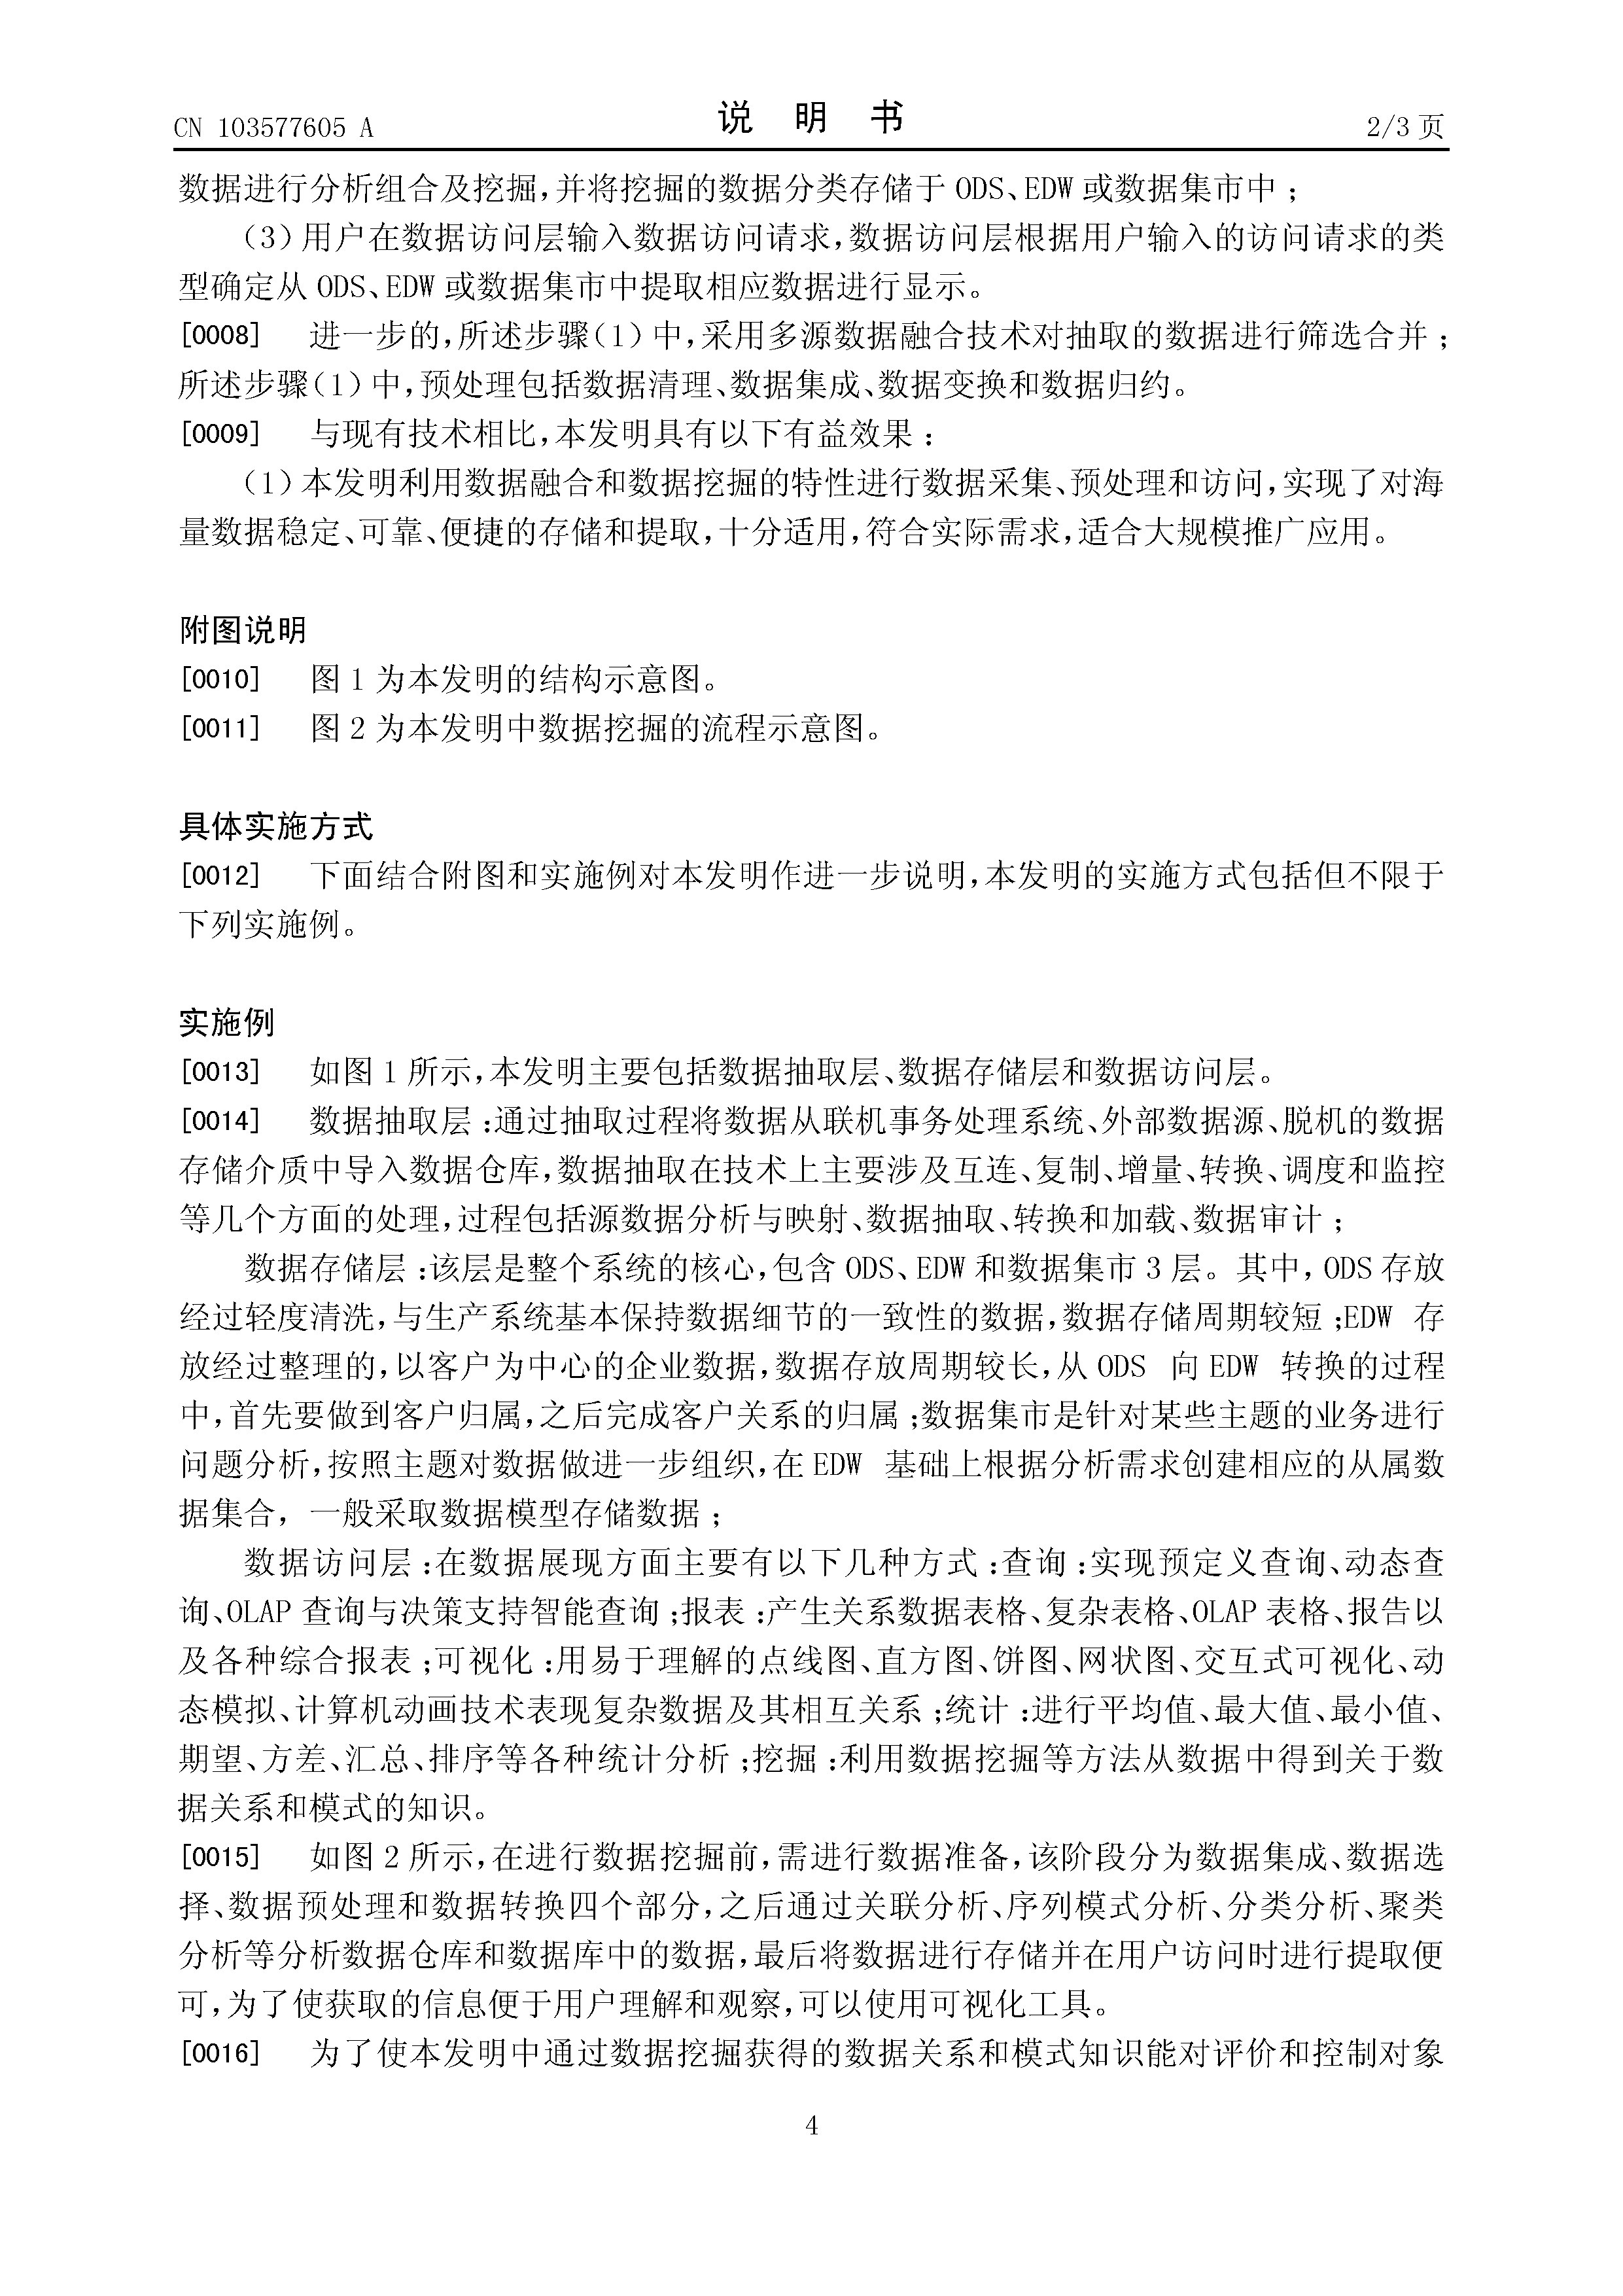 CN 103577605 A
说 明 书
2/3 页
数据进行分析组合及挖掘,并将挖掘的数据分类存储于 ODS、EDW 或数据集市中；
（3）用户在数据访问层输入数据访问请求,数据访问层根据用户输入的访问请求的类
型确定从 ODS、EDW 或数据集市中提取相应数据进行显示。
[0008] 进一步的,所述步骤（1）中,采用多源数据融合技术对抽取的数据进行筛选合并；
所述步骤（1）中,预处理包括数据清理、数据集成、数据变换和数据归约。
[0009] 与现有技术相比,本发明具有以下有益效果：
（1）本发明利用数据融合和数据挖掘的特性进行数据采集、预处理和访问,实现了对海
量数据稳定、可靠、便捷的存储和提取,十分适用,符合实际需求,适合大规模推广应用。
附图说明
[0010] 图 1 为本发明的结构示意图。
[0011] 图 2 为本发明中数据挖掘的流程示意图。
具体实施方式
[0012] 下面结合附图和实施例对本发明作进一步说明,本发明的实施方式包括但不限于
下列实施例。
实施例
[0013] 如图 1 所示,本发明主要包括数据抽取层、数据存储层和数据访问层。
[0014] 数据抽取层：通过抽取过程将数据从联机事务处理系统、外部数据源、脱机的数据
存储介质中导入数据仓库,数据抽取在技术上主要涉及互连、复制、增量、转换、调度和监控
等几个方面的处理,过程包括源数据分析与映射、数据抽取、转换和加载、数据审计；
数据存储层：该层是整个系统的核心,包含 ODS、EDW 和数据集市 3 层。其中,ODS 存放
经过轻度清洗,与生产系统基本保持数据细节的一致性的数据,数据存储周期较短；EDW 存
放经过整理的,以客户为中心的企业数据,数据存放周期较长,从 ODS 向 EDW 转换的过程
中,首先要做到客户归属,之后完成客户关系的归属；数据集市是针对某些主题的业务进行
问题分析,按照主题对数据做进一步组织,在 EDW 基础上根据分析需求创建相应的从属数
据集合，一般采取数据模型存储数据；
数据访问层：在数据展现方面主要有以下几种方式：查询：实现预定义查询、动态查
询、OLAP 查询与决策支持智能查询；报表：产生关系数据表格、复杂表格、OLAP 表格、报告以
及各种综合报表；可视化：用易于理解的点线图、直方图、饼图、网状图、交互式可视化、动
态模拟、计算机动画技术表现复杂数据及其相互关系；统计：进行平均值、最大值、最小值、
期望、方差、汇总、排序等各种统计分析；挖掘：利用数据挖掘等方法从数据中得到关于数
据关系和模式的知识。
[0015] 如图 2 所示,在进行数据挖掘前,需进行数据准备,该阶段分为数据集成、数据选
择、数据预处理和数据转换四个部分,之后通过关联分析、序列模式分析、分类分析、聚类
分析等分析数据仓库和数据库中的数据,最后将数据进行存储并在用户访问时进行提取便
可,为了使获取的信息便于用户理解和观察,可以使用可视化工具。
[0016] 为了使本发明中通过数据挖掘获得的数据关系和模式知识能对评价和控制对象
4